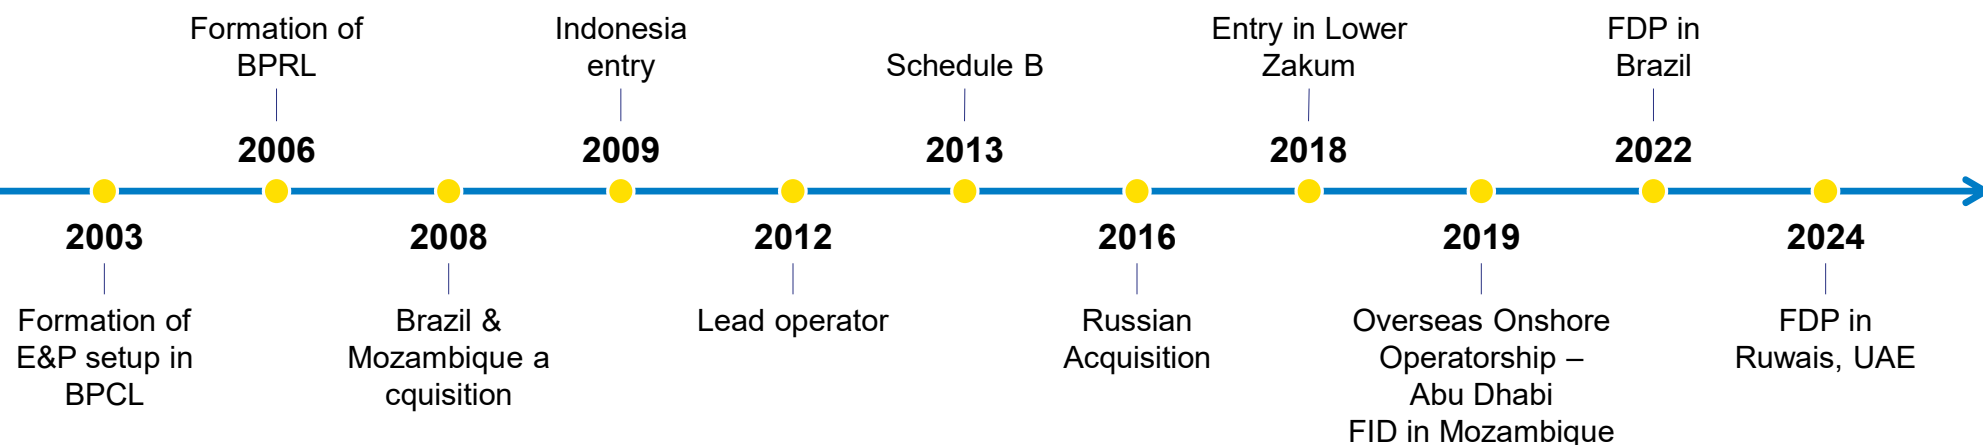 Formation of
BPRL
2006
Indonesia
entry
2009
Schedule B
2013
Entry in Lower
Zakum
2018
FDP in
Brazil
2022
2003
Formation of
E&P setup in
BPCL
2008
Brazil &
Mozambique a
cquisition
2012
Lead operator
2016
Russian
Acquisition
2019
Overseas Onshore
Operatorship –
Abu Dhabi
FID in Mozambique
2024
FDP in
Ruwais, UAE